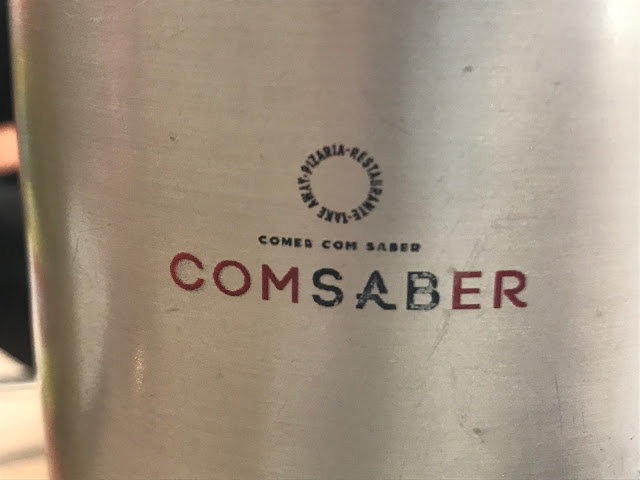 PIZARIA·RESTAURANTE·TAKE AWAY·
COMER COM SABER
COMSABER